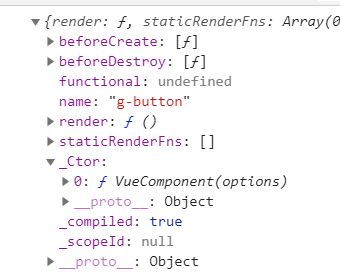 ▼{render: ƒ, staticRenderFns: Array(0
▶beforeCreate: [ƒ]
▶beforeDestroy: [ƒ]
functional: undefined
name: "g-button"
▶render: ƒ ()
▶staticRenderFns: []
▼_Ctor:
▶0: ƒ VueComponent(options)
▶__proto__: Object
_compiled: true
_scopeId: null
▶__proto__: Object